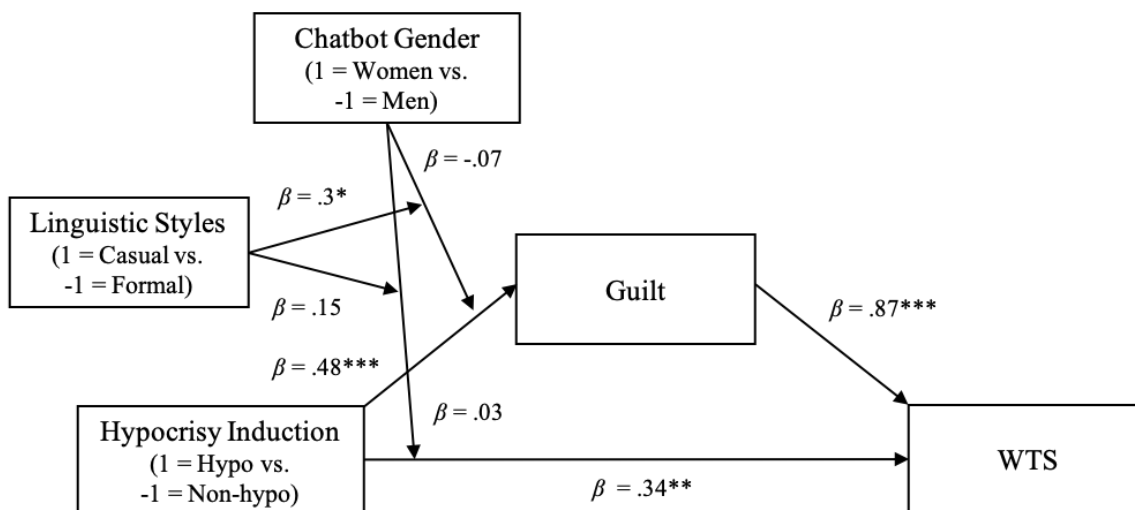 Chatbot Gender
(1 = Women vs.
-1 = Men)
β = -.07
β = .3*
Linguistic Styles
(1 = Casual vs.
-1 = Formal)
β = .15
Guilt
β = .87***
β = .48***
β = .03
Hypocrisy Induction
(1 = Hypo vs.
-1 = Non-hypo)
WTS
β = .34**